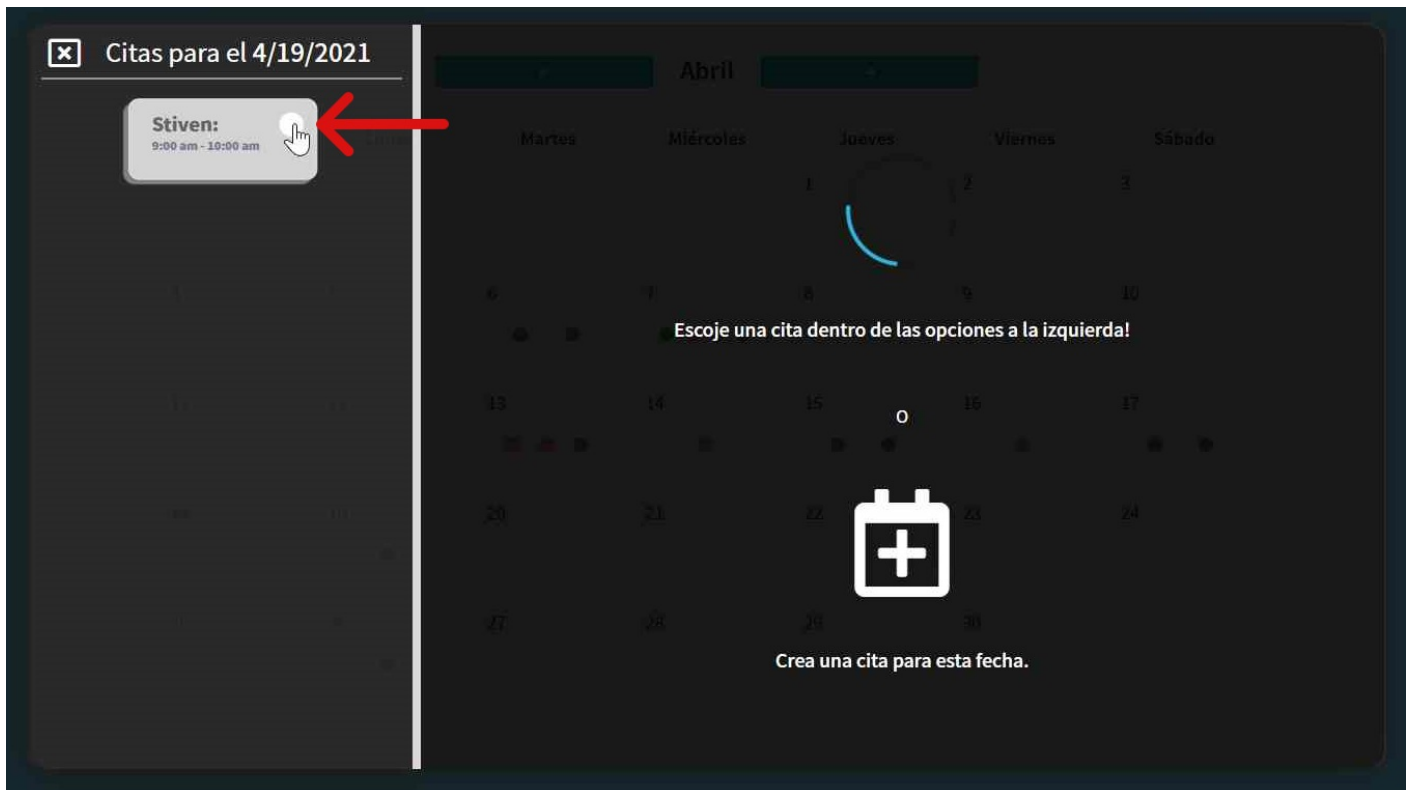 Citas para el 4/19/2021
Stiven:
9:00 am - 10:00 am
Abril
Martes Miércoles Jueves Viernes Sábado
1 2 3
6 7 8 9 10
Escoje una cita dentro de las opciones a la izquierda!
13 14 15 16 17
o
20 21 22 23 24
27 28 29 30
Crea una cita para esta fecha.